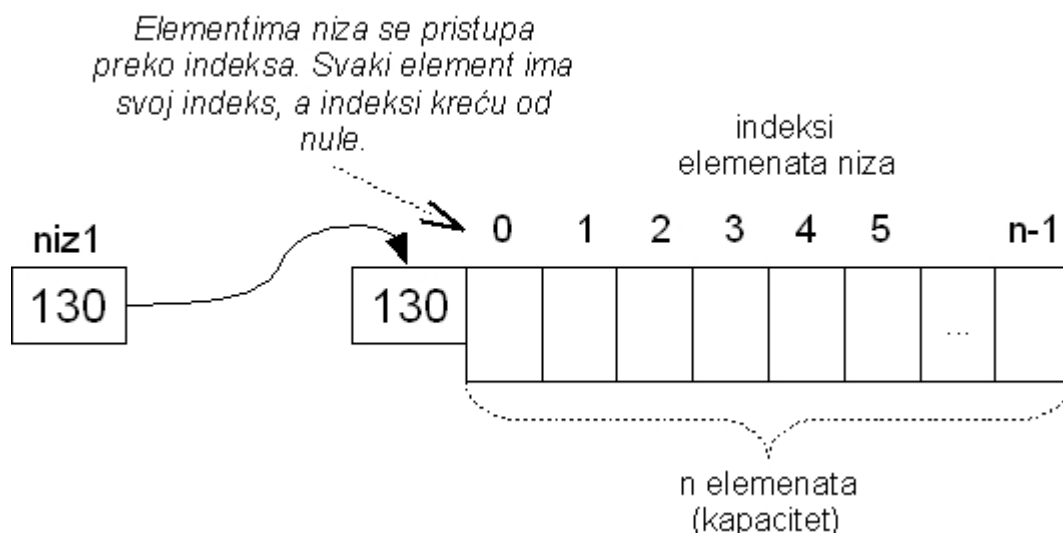 Elementima niza se pristupa
preko indeksa. Svaki element ima
svoj indeks, a indeksi kreću od
nule.
indeksi
elemenata niza
0 1 2 3 4 5 n-1
niz1
130
130
...
n elemenata
(kapacitet)